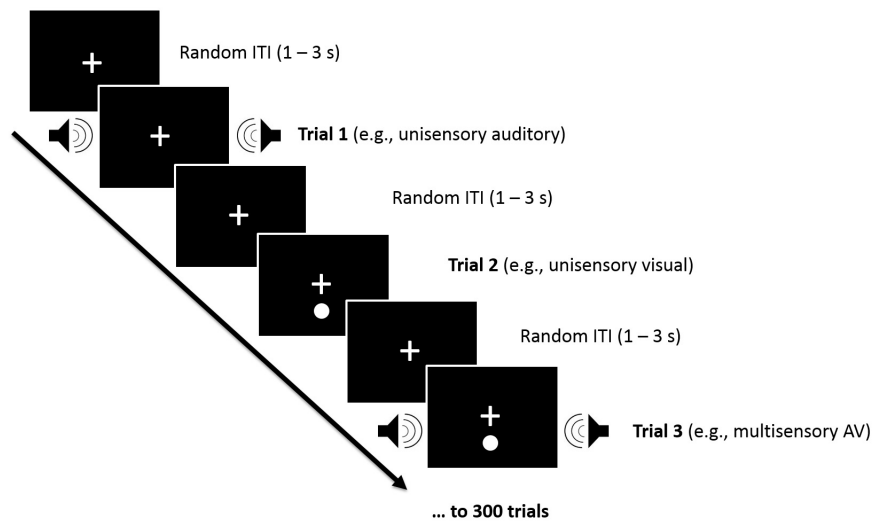 Random ITI (1 – 3 s)
Trial 1 (e.g., unisensory auditory)
Random ITI (1 – 3 s)
Trial 2 (e.g., unisensory visual)
Random ITI (1 – 3 s)
Trial 3 (e.g., multisensory AV)
... to 300 trials